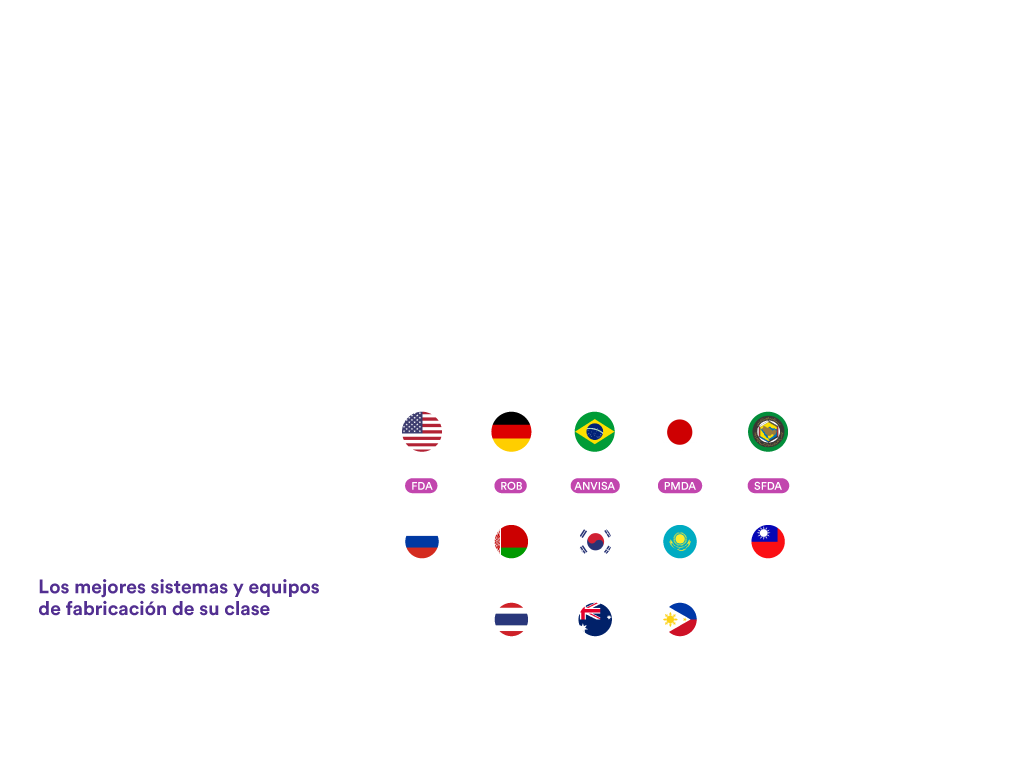 FDA
ROB
ANVISA
PMDA
SFDA
Los mejores sistemas y equipos
de fabricación de su clase